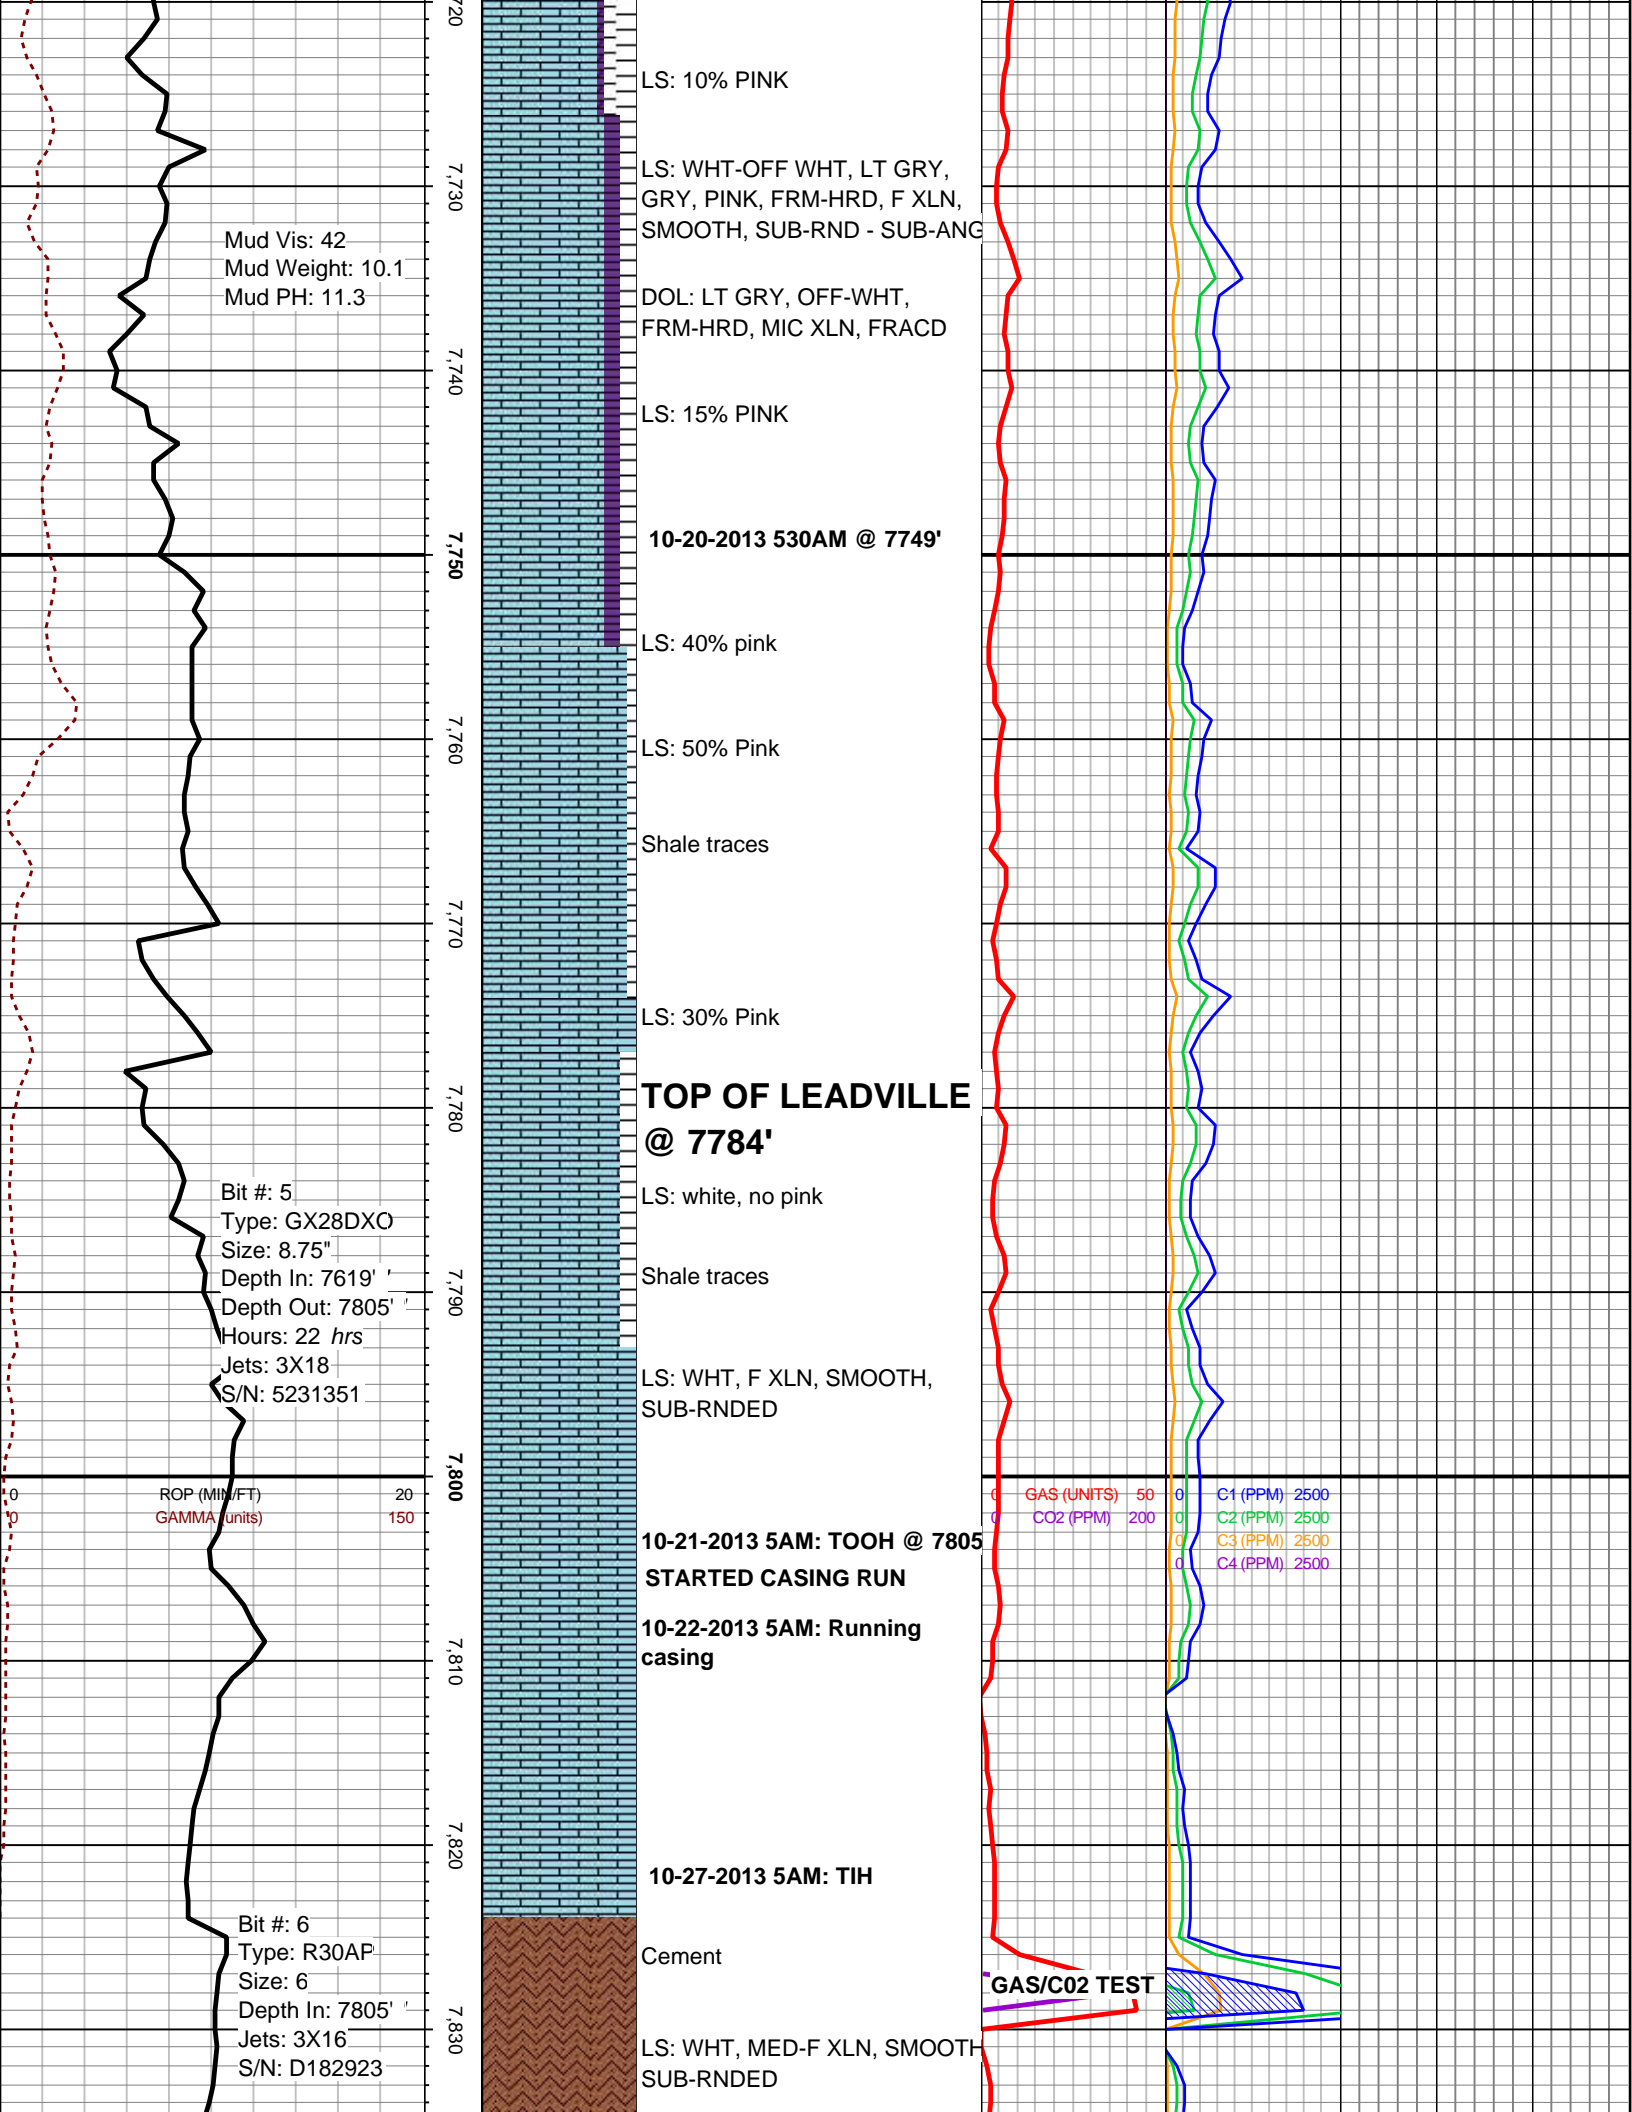 720
LS: 10% PINK
LS: WHT-OFF WHT, LT GRY,
GRY, PINK, FRM-HRD, F XLN,
SMOOTH, SUB-RND - SUB-ANG
7,730
Mud Vis: 42
Mud Weight: 10.1
Mud PH: 11.3
DOL: LT GRY, OFF-WHT,
FRM-HRD, MIC XLN, FRACD
7,740
LS: 15% PINK
10-20-2013 530AM @ 7749'
7,750
LS: 40% pink
7,760
LS: 50% Pink
Shale traces
7,770
LS: 30% Pink
TOP OF LEADVILLE
@ 7784'
7,780
LS: white, no pink
Bit #: 5
Type: GX28DXO
Size: 8.75"
Depth In: 7619'
Depth Out: 7805'
Hours: 22 hrs
Jets: 3X18
S/N: 5231351
Shale traces
7,790
LS: WHT, F XLN, SMOOTH,
SUB-RNDED
7,800
0 ROP (MIN/FT) 20
0 GAMMA (units) 150
0 GAS (UNITS) 50
0 CO2 (PPM) 200
0 C1 (PPM) 2500
0 C2 (PPM) 2500
0 C3 (PPM) 2500
0 C4 (PPM) 2500
10-21-2013 5AM: TOOH @ 7805
STARTED CASING RUN
10-22-2013 5AM: Running
casing
7,810
7,820
10-27-2013 5AM: TIH
Bit #: 6
Type: R30AP
Size: 6
Depth In: 7805'
Jets: 3X16
S/N: D182923
Cement
GAS/C02 TEST
7,830
LS: WHT, MED-F XLN, SMOOTH
SUB-RNDED